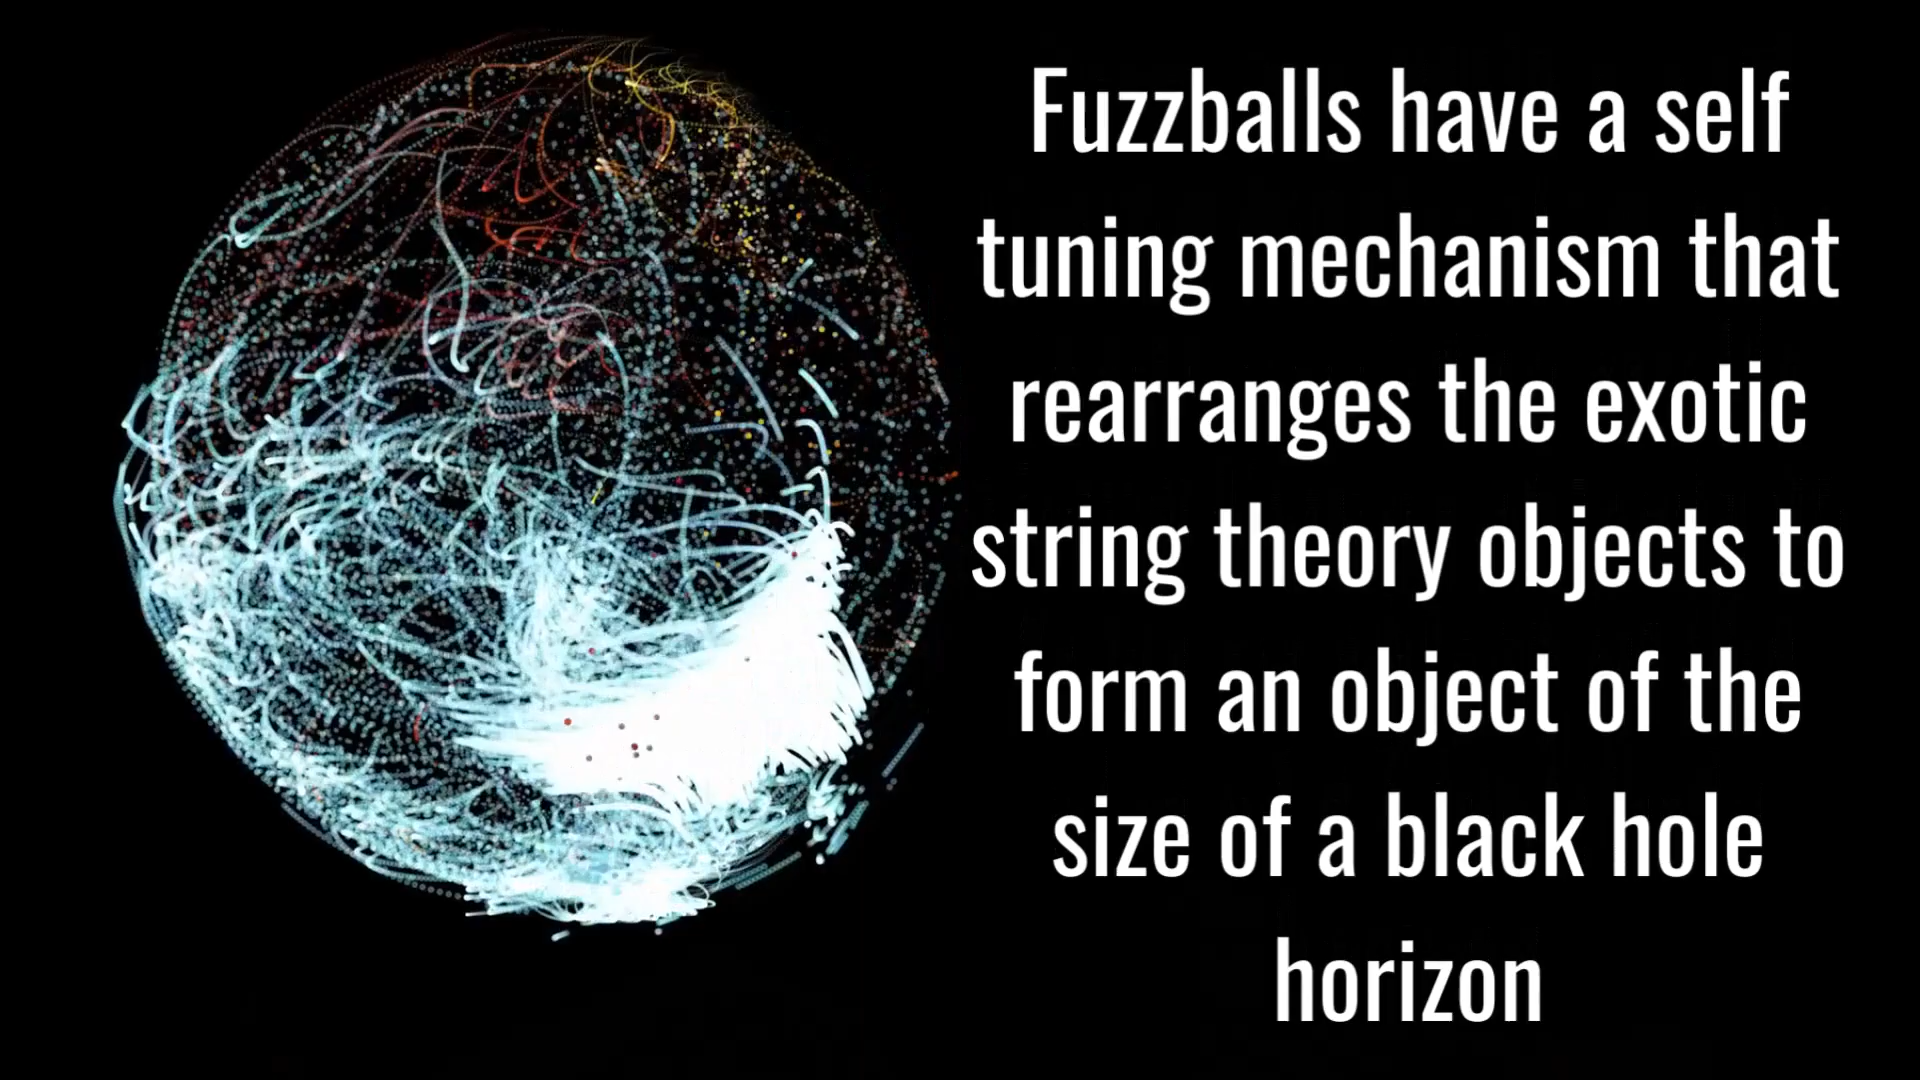 Fuzzballs have a self
tuning mechanism that
rearranges the exotic
string theory objects to
form an object of the
size of a black hole
horizon